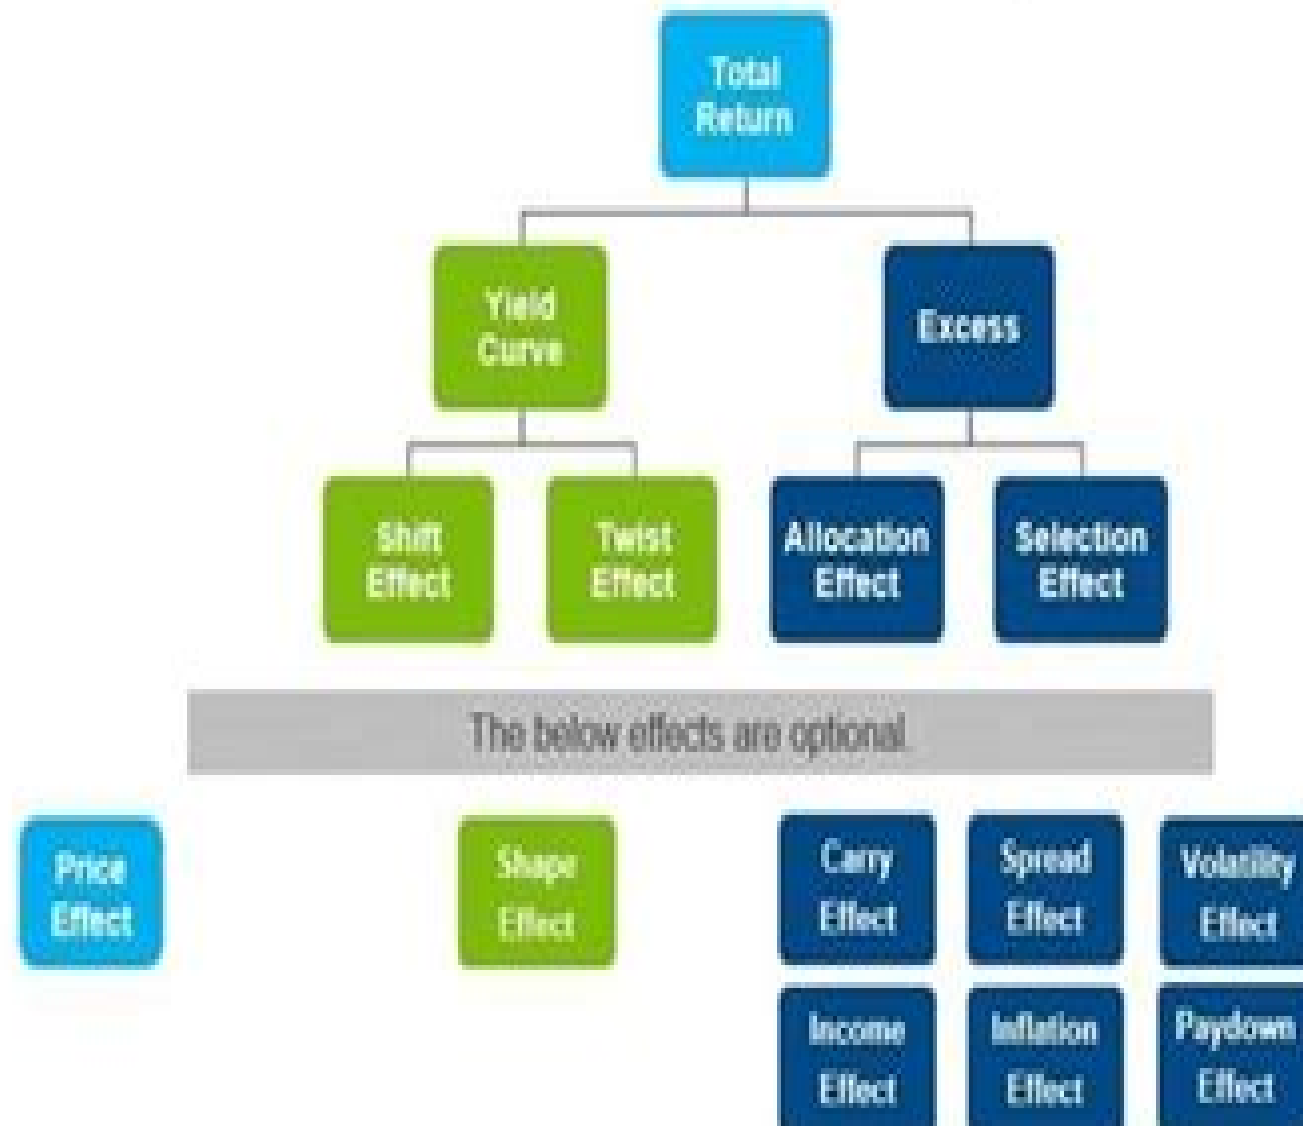 Total
Return
Yield
Curve
Excess
Shift
Effect
Twist
Effect
Allocation
Effect
Selection
Effect
The below effects are optional.
Price
Effect
Shape
Effect
Carry
Effect
Spread
Effect
Volatility
Effect
Income
Effect
Inflation
Effect
Paydown
Effect